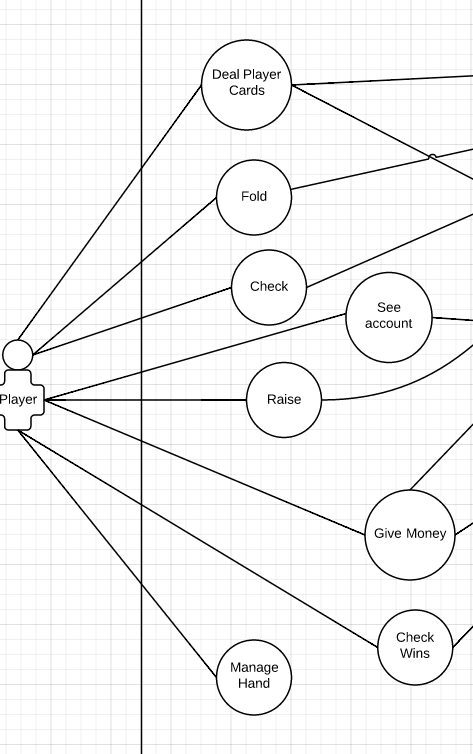 Deal Player
Cards
Fold
Check
See
account
Player
Raise
Give Money
Check
Wins
Manage
Hand